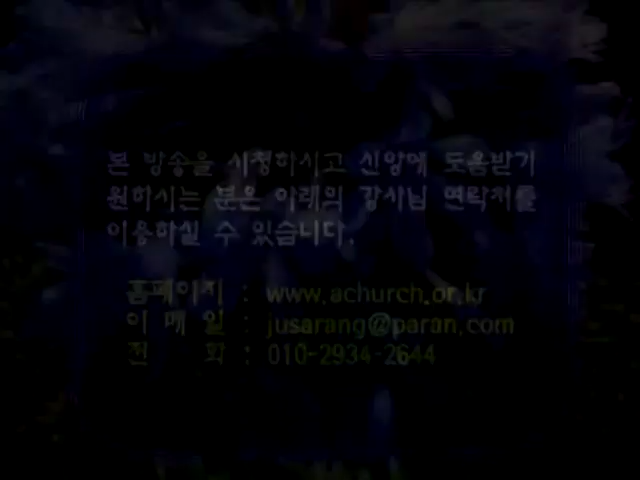 본 방송을 시청하시고 신앙에 도움받기
원하시는 분은 아래의 강사님 연락처를
이용하실 수 있습니다.
홈페이지 : www.achurch.or.kr
이 메 일 : jusarang@paran.com
전 화 : 010-2934-2644